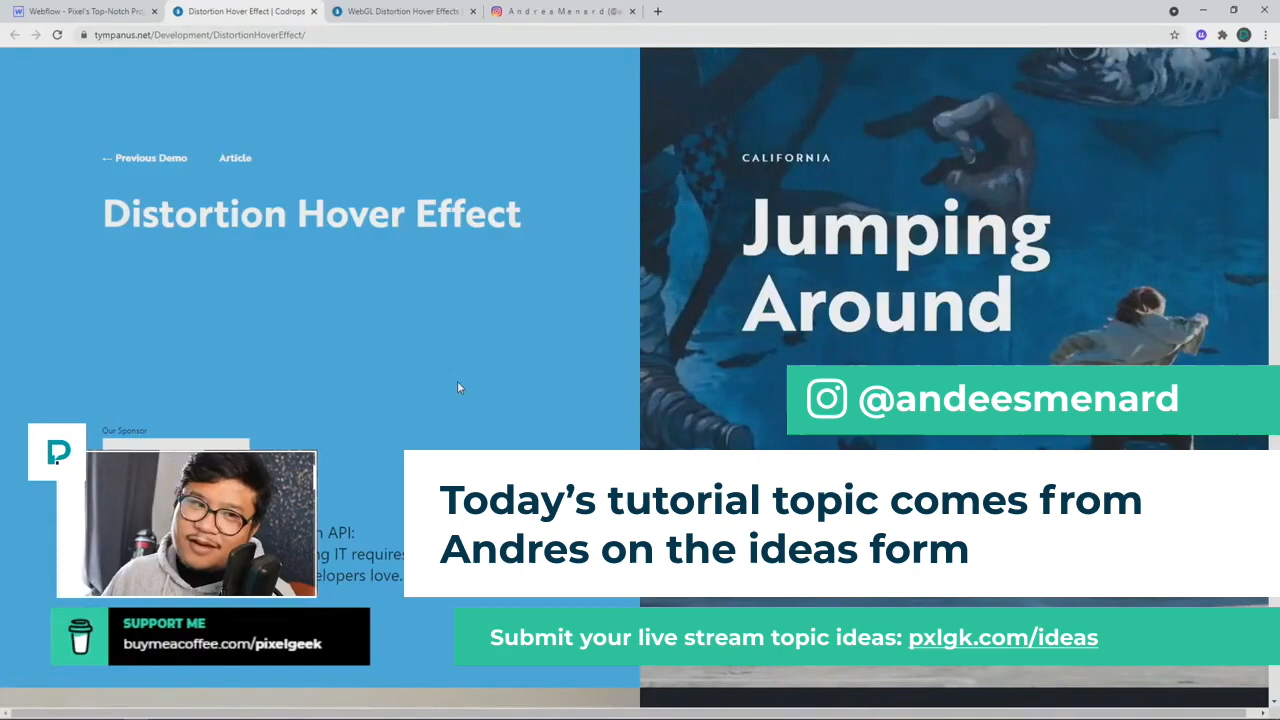 Webflow - Pixel's Top-Notch Pro
Distortion Hover Effect | Codrops
WebGL Distortion Hover Effects
A n d r e s M e n a r d (@
tympanus.net/Development/DistortionHoverEffect/
← Previous Demo
Article
Distortion Hover Effect
CALIFORNIA
Jumping
Around
@andeesmenard
Our Sponsor
Today's tutorial topic comes from
Andres on the ideas form
n API:
ng IT requires
elopers love.
SUPPORT ME
buymeacoffee.com/pixelgeek
Submit your live stream topic ideas: pxlgk.com/ideas